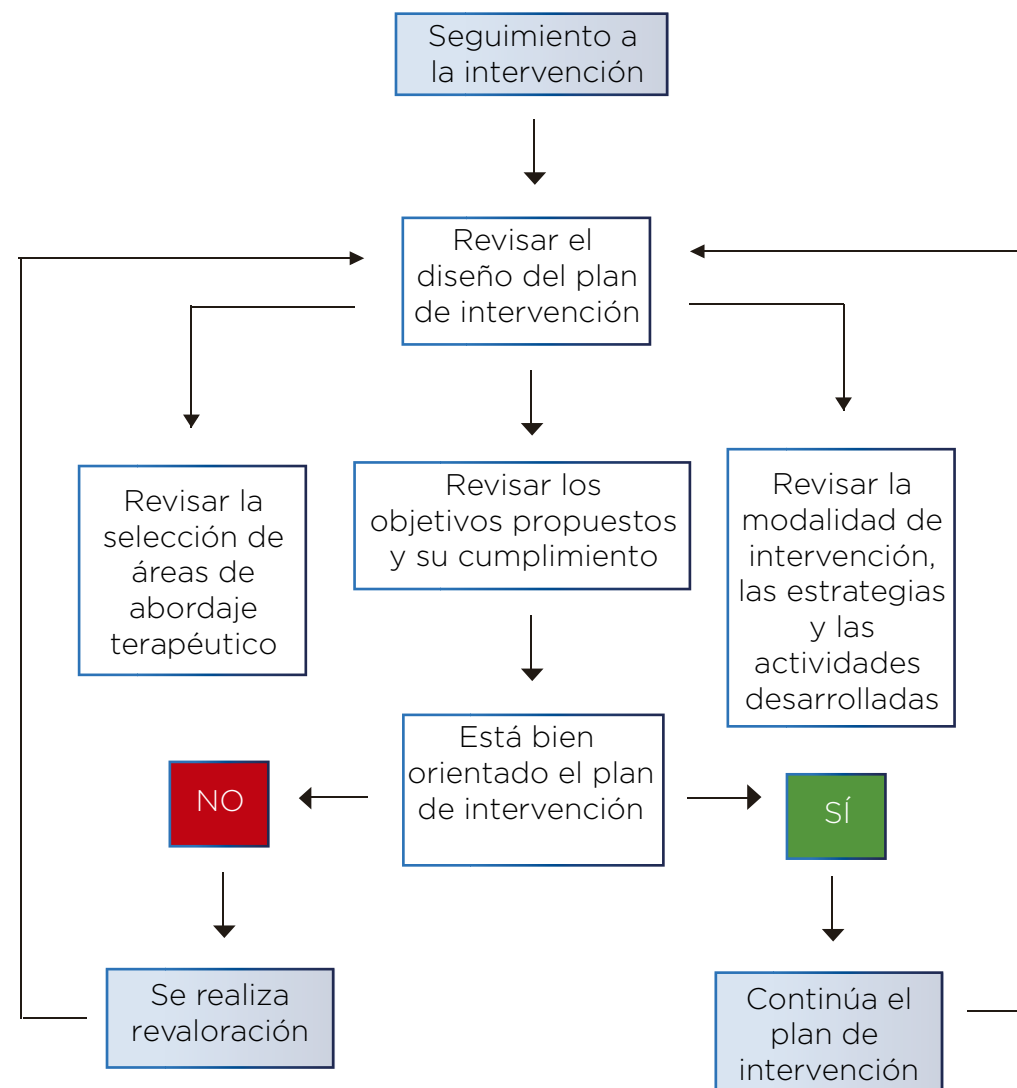 Seguimiento a
la intervención
Revisar el
diseño del plan
de intervención
Revisar la
selección de
áreas de
abordaje
terapéutico
Revisar los
objetivos propuestos
y su cumplimiento
Revisar la
modalidad de
intervención,
las estrategias
y las
actividades
desarrolladas
Está bien
orientado el plan
de intervención
NO
SÍ
Se realiza
revaloración
Continúa el
plan de
intervención